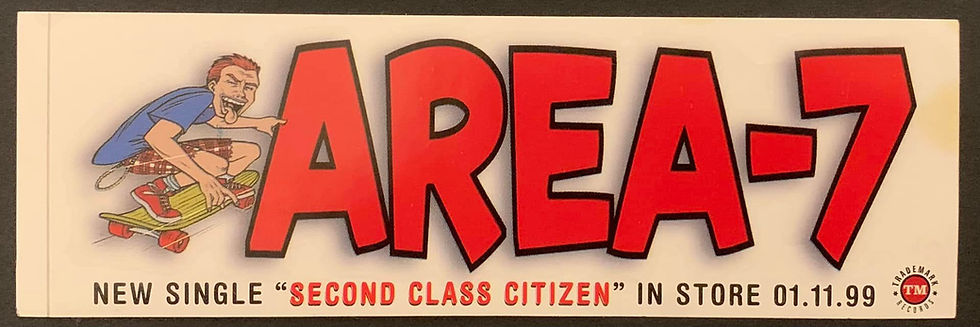 AREA-7
NEW SINGLE “SECOND CLASS CITIZEN” IN STORE 01.11.99
TRADEMARK
TM
RECORDS